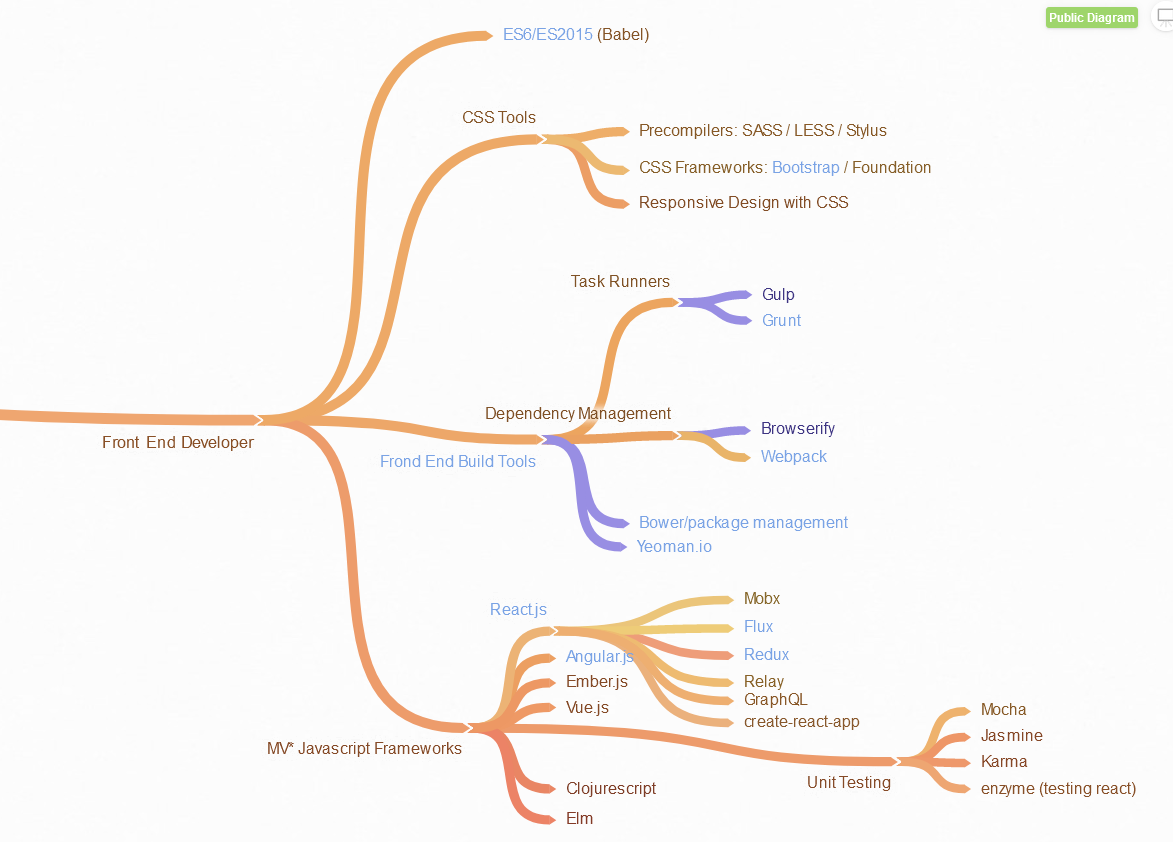 Public Diagram
ES6/ES2015 (Babel)
CSS Tools
Precompilers: SASS / LESS / Stylus
CSS Frameworks: Bootstrap / Foundation
Responsive Design with CSS
Task Runners
Gulp
Grunt
Dependency Management
Browserify
Webpack
Front End Developer
Frond End Build Tools
Bower/package management
Yeoman.io
React.js
Mobx
Flux
Redux
Relay
GraphQL
create-react-app
Angular.js
Ember.js
Vue.js
MV* Javascript Frameworks
Unit Testing
Mocha
Jasmine
Karma
enzyme (testing react)
Clojurescript
Elm